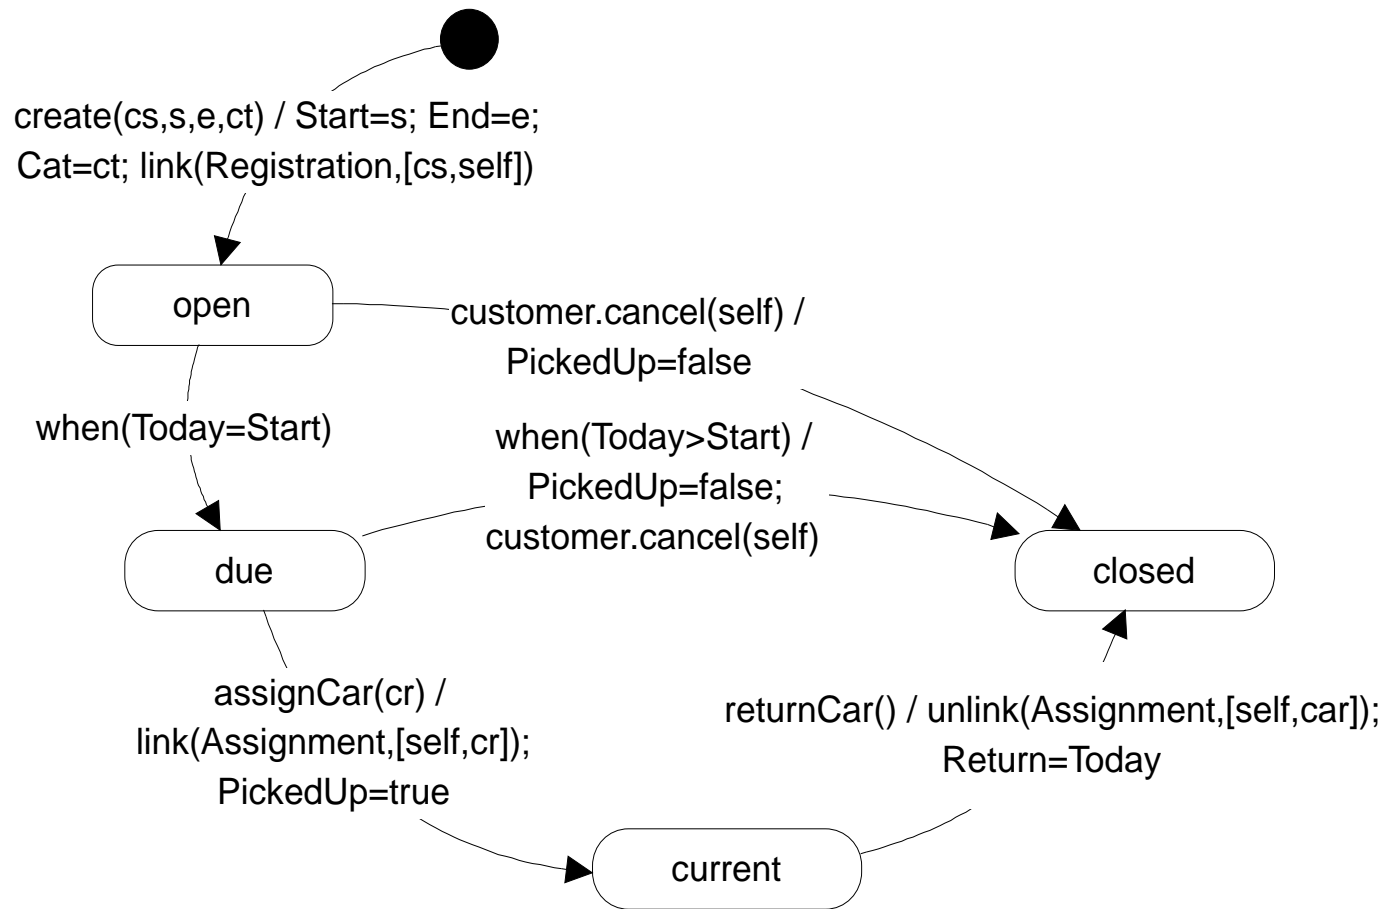 create(cs,s,e,ct) / Start=s; End=e;
Cat=ct; link(Registration,[cs,self])
open
customer.cancel(self) /
PickedUp=false
when(Today=Start)
when(Today>Start) /
PickedUp=false;
customer.cancel(self)
due
closed
assignCar(cr) /
link(Assignment,[self,cr]);
PickedUp=true
returnCar() / unlink(Assignment,[self,car]);
Return=Today
current